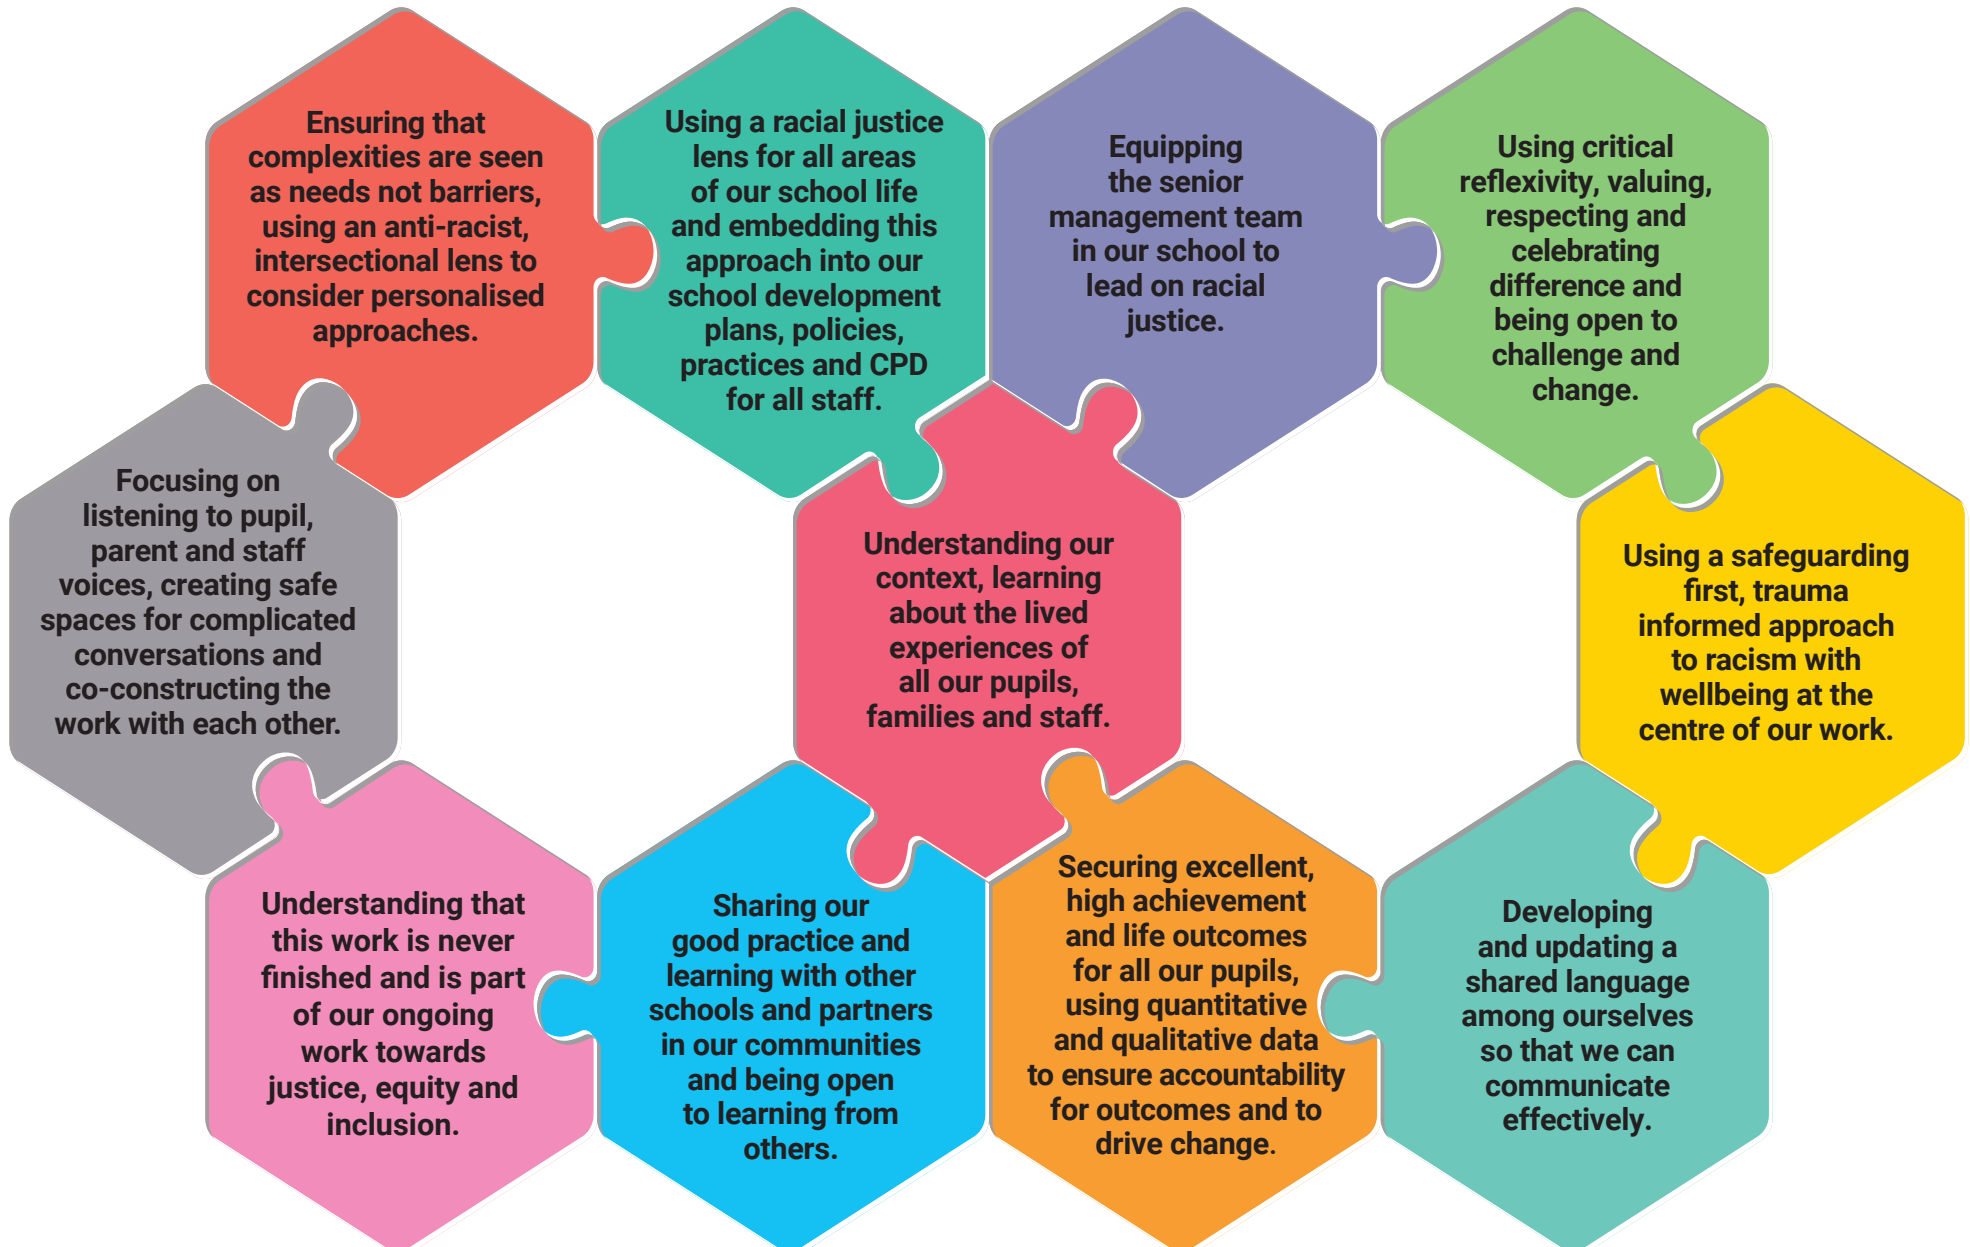 Ensuring that
complexities are seen
as needs not barriers,
using an anti-racist,
intersectional lens to
consider personalised
approaches.
Using a racial justice
lens for all areas
of our school life
and embedding this
approach into our
school development
plans, policies,
practices and CPD
for all staff.
Equipping
the senior
management team
in our school to
lead on racial
justice.
Using critical
reflexivity, valuing,
respecting and
celebrating
difference and
being open to
challenge and
change.
Focusing on
listening to pupil,
parent and staff
voices, creating safe
spaces for complicated
conversations and
co-constructing the
work with each other.
Understanding our
context, learning
about the lived
experiences of
all our pupils,
families and staff.
Using a safeguarding
first, trauma
informed approach
to racism with
wellbeing at the
centre of our work.
Understanding that
this work is never
finished and is part
of our ongoing
work towards
justice, equity and
inclusion.
Sharing our
good practice and
learning with other
schools and partners
in our communities
and being open
to learning from
others.
Securing excellent,
high achievement
and life outcomes
for all our pupils,
using quantitative
and qualitative data
to ensure accountability
for outcomes and to
drive change.
Developing
and updating a
shared language
among ourselves
so that we can
communicate
effectively.